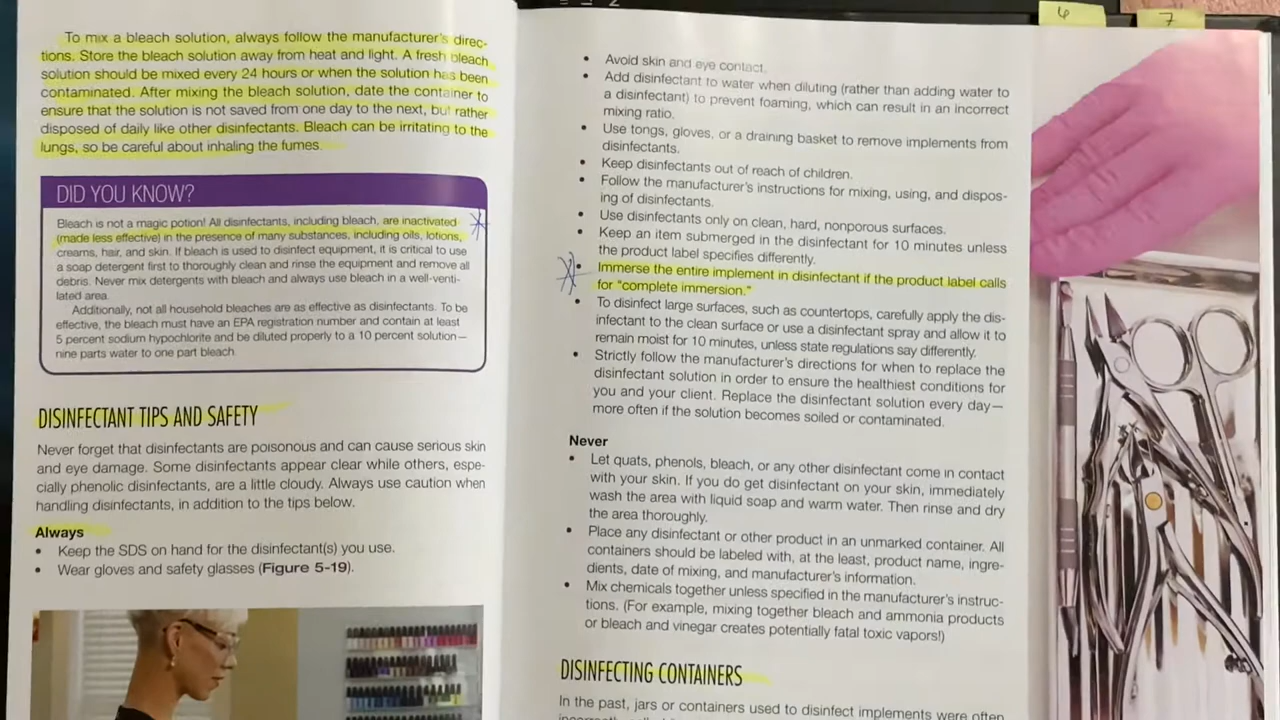 To mix a bleach solution, always follow the manufacturer's direc-
tions. Store the bleach solution away from heat and light. A fresh bleach
solution should be mixed every 24 hours or when the solution has been
contaminated. After mixing the bleach solution, date the container to
ensure that the solution is not saved from one day to the next, but rather
disposed of daily like other disinfectants. Bleach can be irritating to the
lungs, so be careful about inhaling the fumes.
DID YOU KNOW?
Bleach is not a magic potion! All disinfectants, including bleach, are inactivated
(made less effective) in the presence of many substances, including oils, lotions,
creams, hair, and skin. If bleach is used to disinfect equipment, it is critical to use
a soap detergent first to thoroughly clean and rinse the equipment and remove all
debris. Never mix detergents with bleach and always use bleach in a well-venti-
lated area.
Additionally, not all household bleaches are as effective as disinfectants. To be
effective, the bleach must have an EPA registration number and contain at least
5 percent sodium hypochlorite and be diluted properly to a 10 percent solution—
nine parts water to one part bleach.
DISINFECTANT TIPS AND SAFETY
Never forget that disinfectants are poisonous and can cause serious skin
and eye damage. Some disinfectants appear clear while others, espe-
cially phenolic disinfectants, are a little cloudy. Always use caution when
handling disinfectants, in addition to the tips below.
Always
• Keep the SDS on hand for the disinfectant(s) you use.
• Wear gloves and safety glasses (Figure 5-19).
• Avoid skin and eye contact.
• Add disinfectant to water when diluting (rather than adding water to
a disinfectant) to prevent foaming, which can result in an incorrect
mixing ratio.
• Use tongs, gloves, or a draining basket to remove implements from
disinfectants.
• Keep disinfectants out of reach of children.
• Follow the manufacturer's instructions for mixing, using, and dispos-
ing of disinfectants.
• Use disinfectants only on clean, hard, nonporous surfaces.
• Keep an item submerged in the disinfectant for 10 minutes unless
the product label specifies differently.
• Immerse the entire implement in disinfectant if the product label calls
for "complete immersion."
• To disinfect large surfaces, such as countertops, carefully apply the dis-
infectant to the clean surface or use a disinfectant spray and allow it to
remain moist for 10 minutes, unless state regulations say differently.
• Strictly follow the manufacturer's directions for when to replace the
disinfectant solution in order to ensure the healthiest conditions for
you and your client. Replace the disinfectant solution every day—
more often if the solution becomes soiled or contaminated.
Never
• Let quats, phenols, bleach, or any other disinfectant come in contact
with your skin. If you do get disinfectant on your skin, immediately
wash the area with liquid soap and warm water. Then rinse and dry
the area thoroughly.
• Place any disinfectant or other product in an unmarked container. All
containers should be labeled with, at the least, product name, ingre-
dients, date of mixing, and manufacturer's information.
• Mix chemicals together unless specified in the manufacturer's instruc-
tions. (For example, mixing together bleach and ammonia products
or bleach and vinegar creates potentially fatal toxic vapors!)
DISINFECTING CONTAINERS
In the past, jars or containers used to disinfect implements were often
6
7